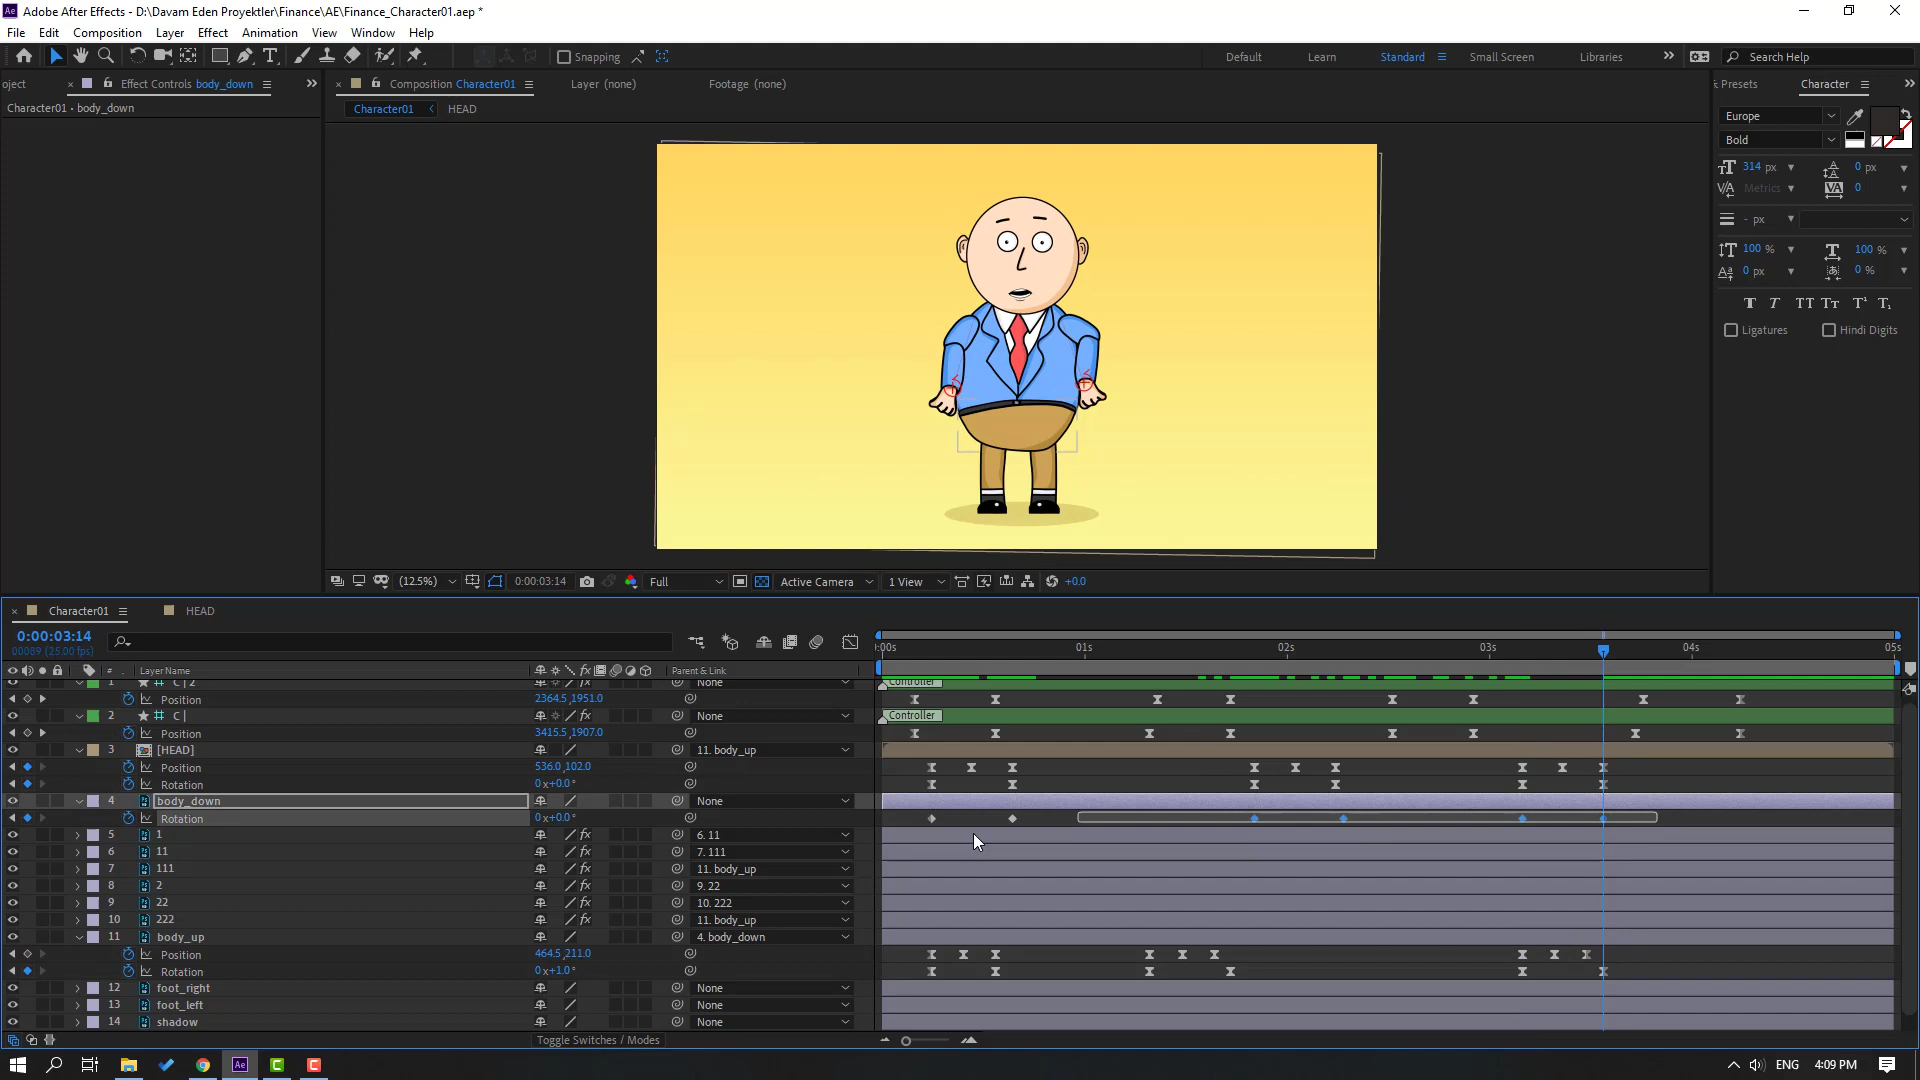 Adobe After Effects - D:\Davam Eden Proyektler\Finance\AE\Finance_Character01.aep *
File Edit Composition Layer Effect Animation View Window Help
Snapping
Default Learn Standard Small Screen Libraries Search Help
oject Effect Controls body_down Composition Character01 Layer (none) Footage (none) Presets Character
Character01 • body_down Character01 HEAD
Europe
Bold
314 px 0 px
Metrics 0
- px
100 % 100 %
0 px 0 %
Ligatures Hindi Digits
(12.5%) 0:00:03:14 Full Active Camera 1 View +0.0
Character01 HEAD
0:00:03:14
00089 (25.00 fps)
:00s 01s 02s 03s 04s 05s
# Layer Name Parent & Link
1 C | 2 None Controller
Position 2364.5,1951.0
2 C | None Controller
Position 3415.5,1907.0
3 [HEAD] 11. body_up
Position 536.0,102.0
Rotation 0x+0.0°
4 body_down None
Rotation 0x+0.0°
5 1 6. 11
6 11 7. 111
7 111 11. body_up
8 2 9. 22
9 22 10. 222
10 222 11. body_up
11 body_up 4. body_down
Position 464.5,211.0
Rotation 0x+1.0°
12 foot_right None
13 foot_left None
14 shadow None
Toggle Switches / Modes
ENG 4:09 PM